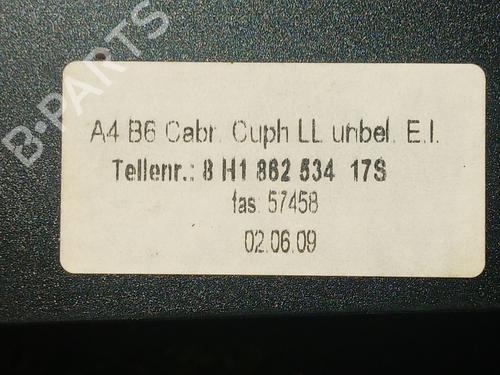 B-PARTS
A4 B6 Cabr. Cuph LL unbel. E.I.
Tellenr.: 8 H1 862 534 17S
fas: 57458
02.06.09